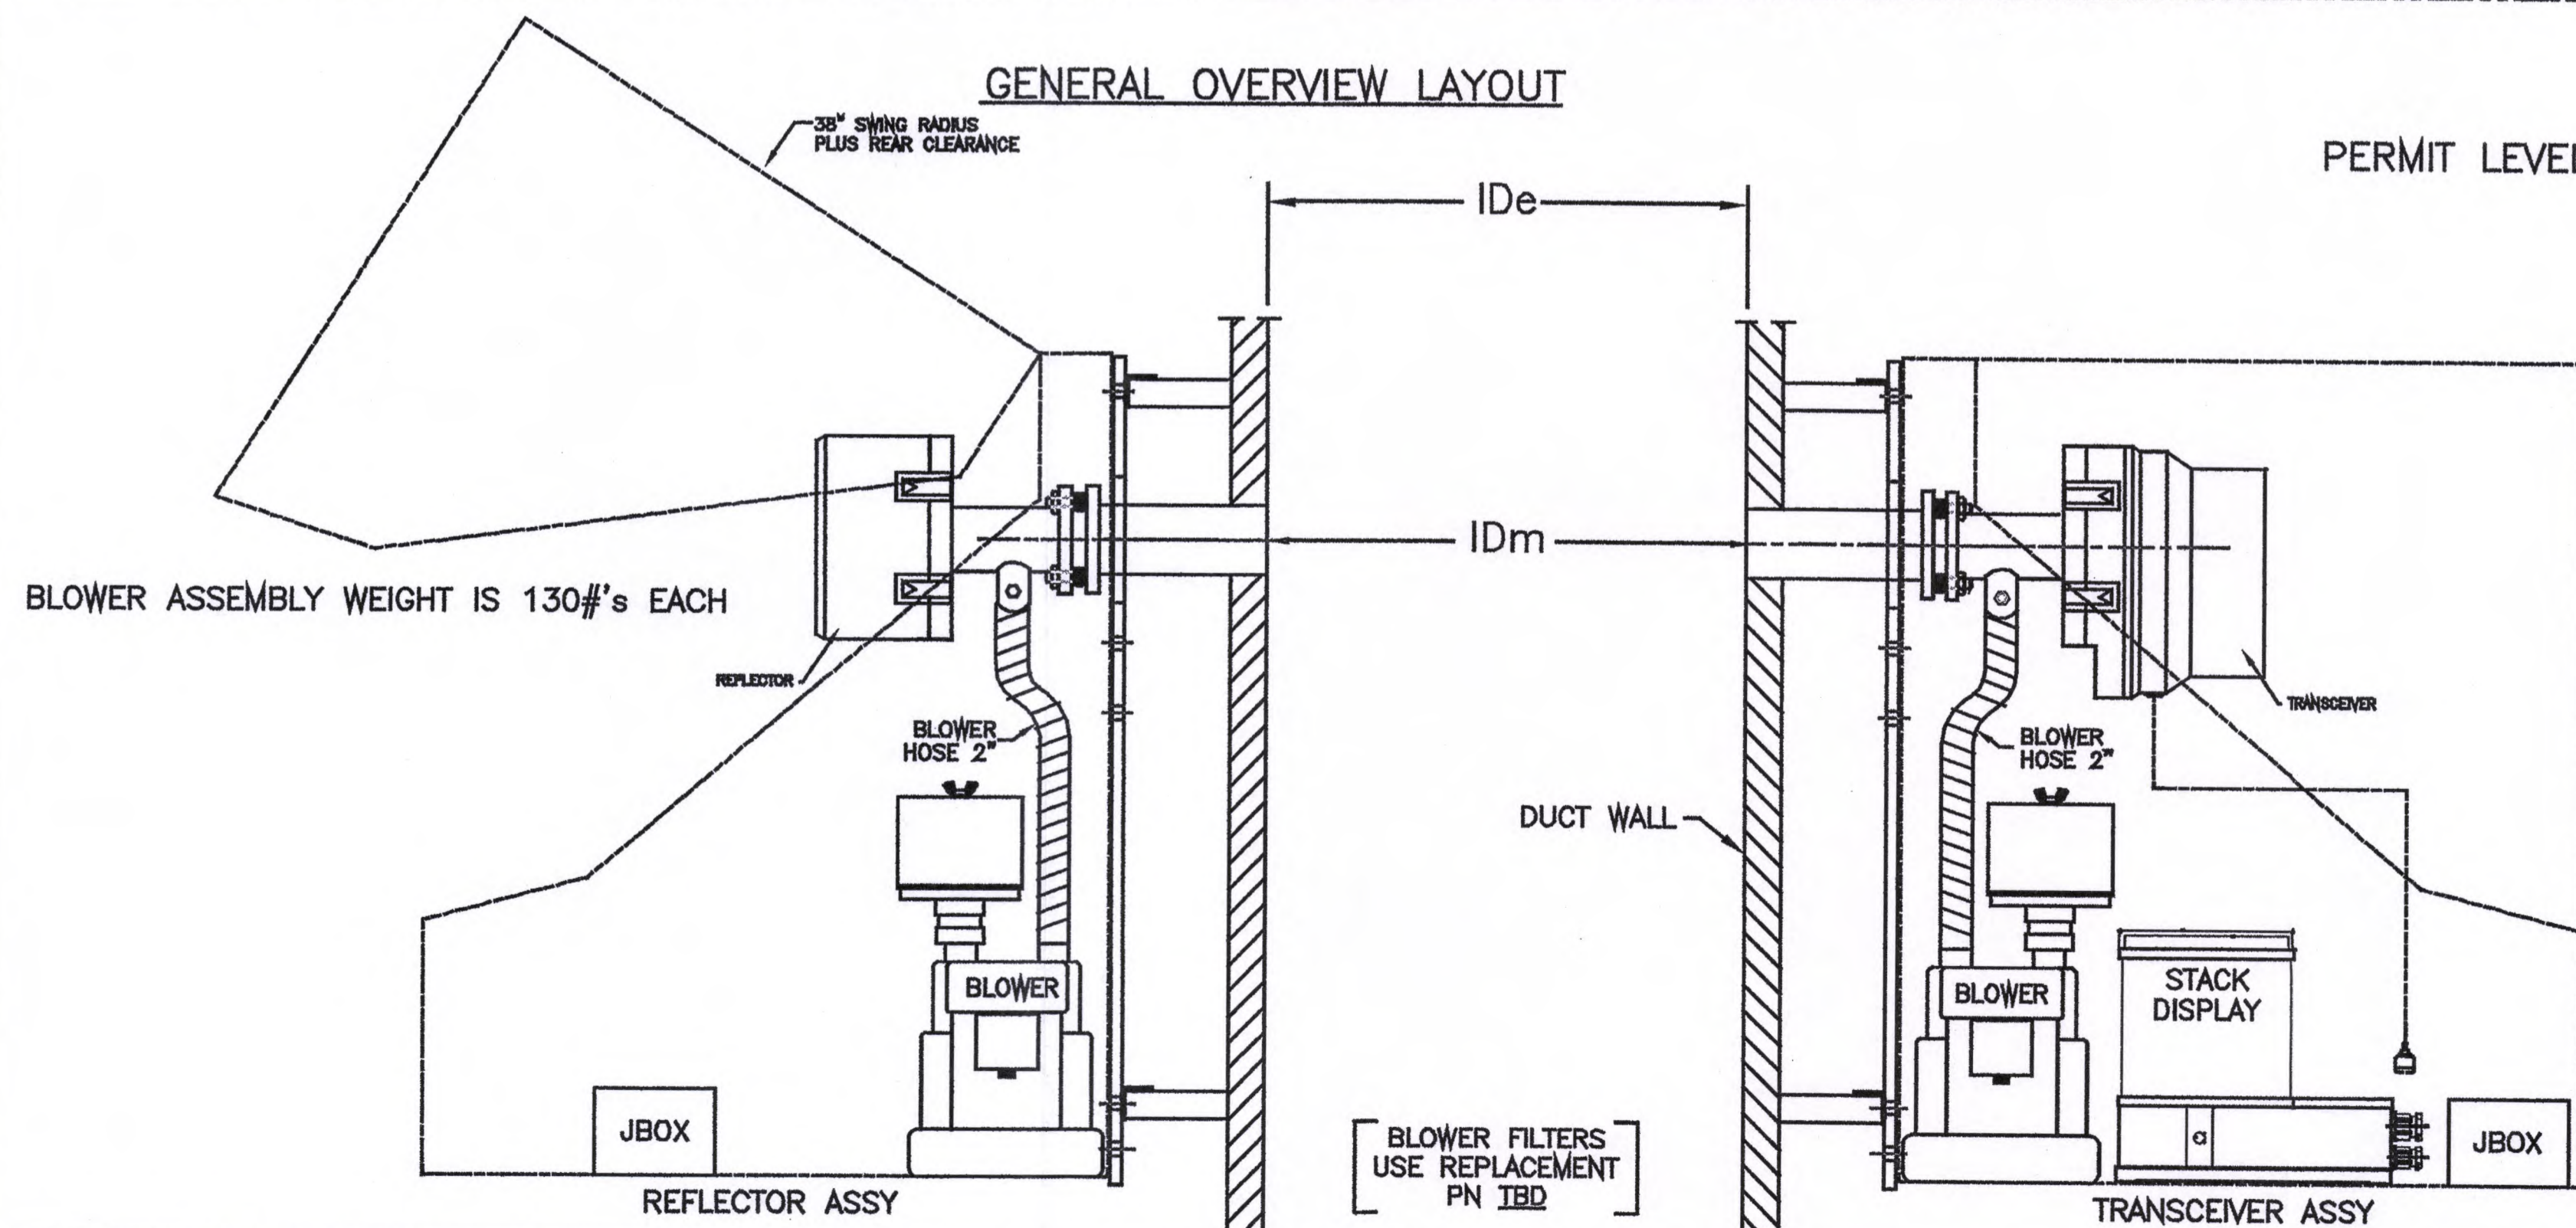 GENERAL OVERVIEW LAYOUT
38" SWING RADIUS
PLUS REAR CLEARANCE
PERMIT LEVEL
IDe
IDm
BLOWER ASSEMBLY WEIGHT IS 130#'s EACH
REFLECTOR
TRANSCEIVER
BLOWER
HOSE 2"
BLOWER
HOSE 2"
DUCT WALL
BLOWER
BLOWER
STACK
DISPLAY
JBOX
BLOWER FILTERS
USE REPLACEMENT
PN TBD
JBOX
REFLECTOR ASSY
TRANSCEIVER ASSY